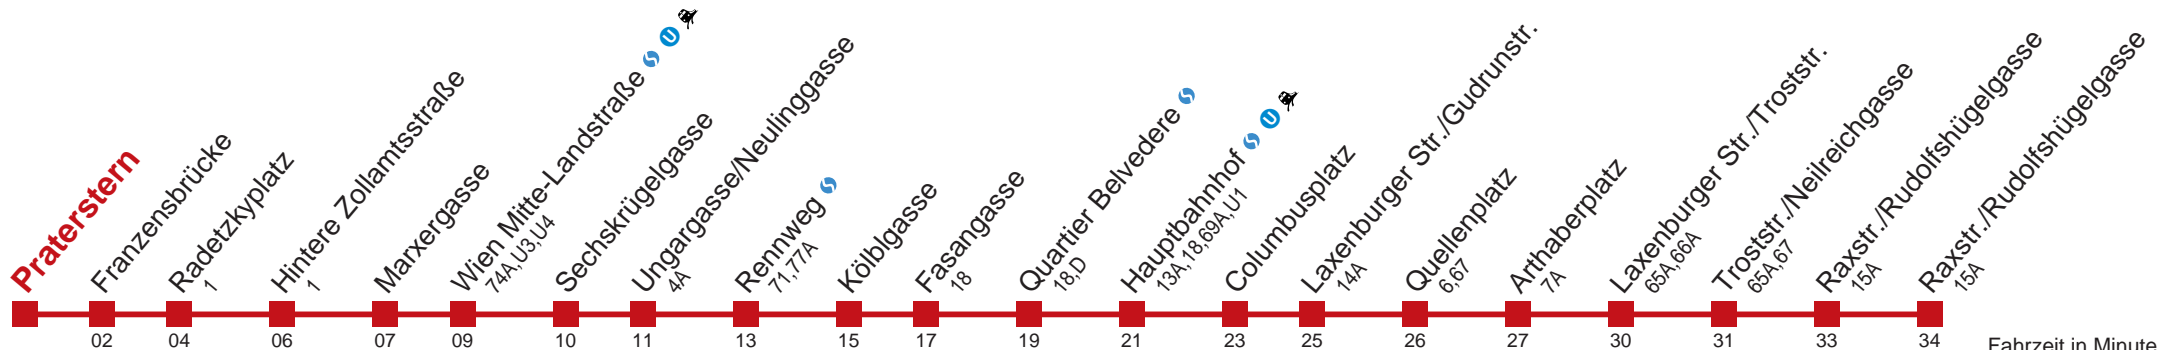 Praterstern
Franzensbrücke
02
Radetzkyplatz
1
04
Hintere Zollamtsstraße
1
06
Marxergasse
07
Wien Mitte-Landstraße S U
74A,U3,U4
09
Sechskrügelgasse
10
Ungargasse/Neulinggasse
4A
11
Rennweg S
71,77A
13
Kölblgasse
15
Fasangasse
18
17
Quartier Belvedere S
18,D
19
Hauptbahnhof S U
13A,18,69A,U1
21
Columbusplatz
23
Laxenburger Str./Gudrunstr.
14A
25
Quellenplatz
6,67
26
Arthaberplatz
7A
27
Laxenburger Str./Troststr.
65A,66A
30
Troststr./Neilreichgasse
65A,67
31
Raxstr./Rudolfshügelgasse
15A
33
Raxstr./Rudolfshügelgasse
15A
34
Fahrzeit in Minute